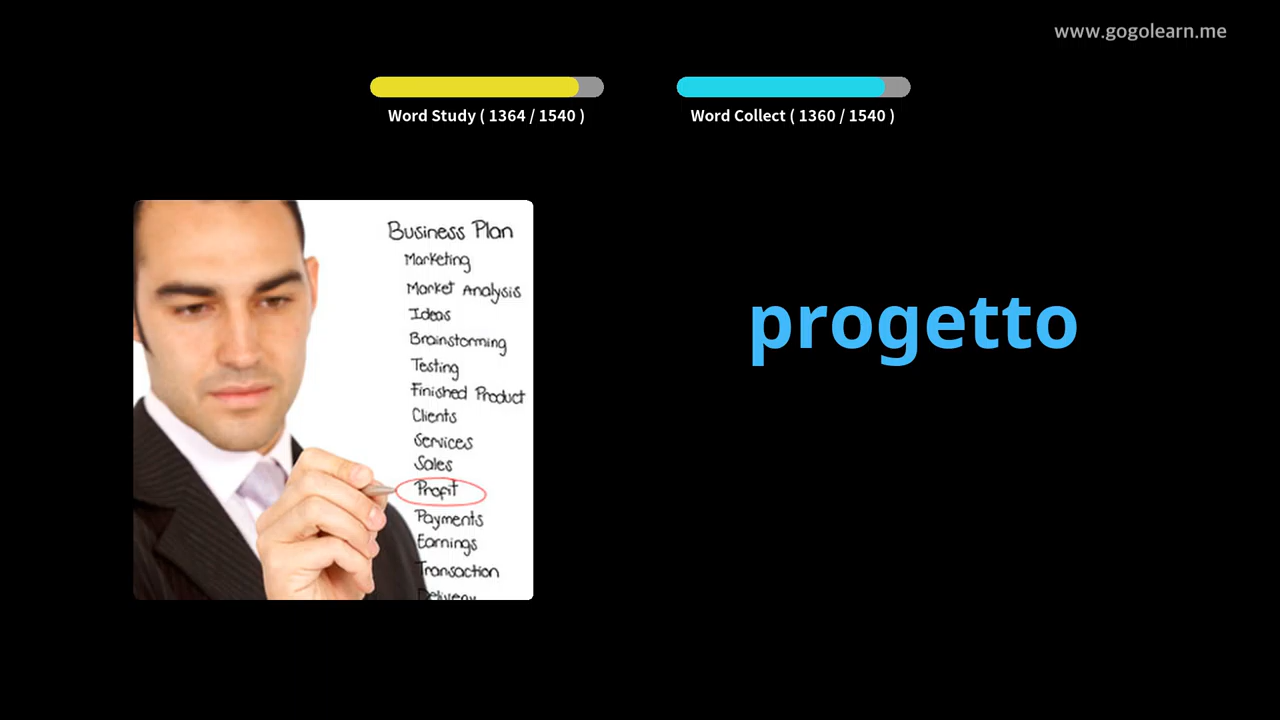 www.gogolearn.me
Word Study ( 1364 / 1540 )
Word Collect ( 1360 / 1540 )
Business Plan
Marketing
Market Analysis
Ideas
Brainstorming
Testing
Finished Product
Clients
Services
Sales
Profit
Payments
Earnings
Transaction
Delivery
progetto